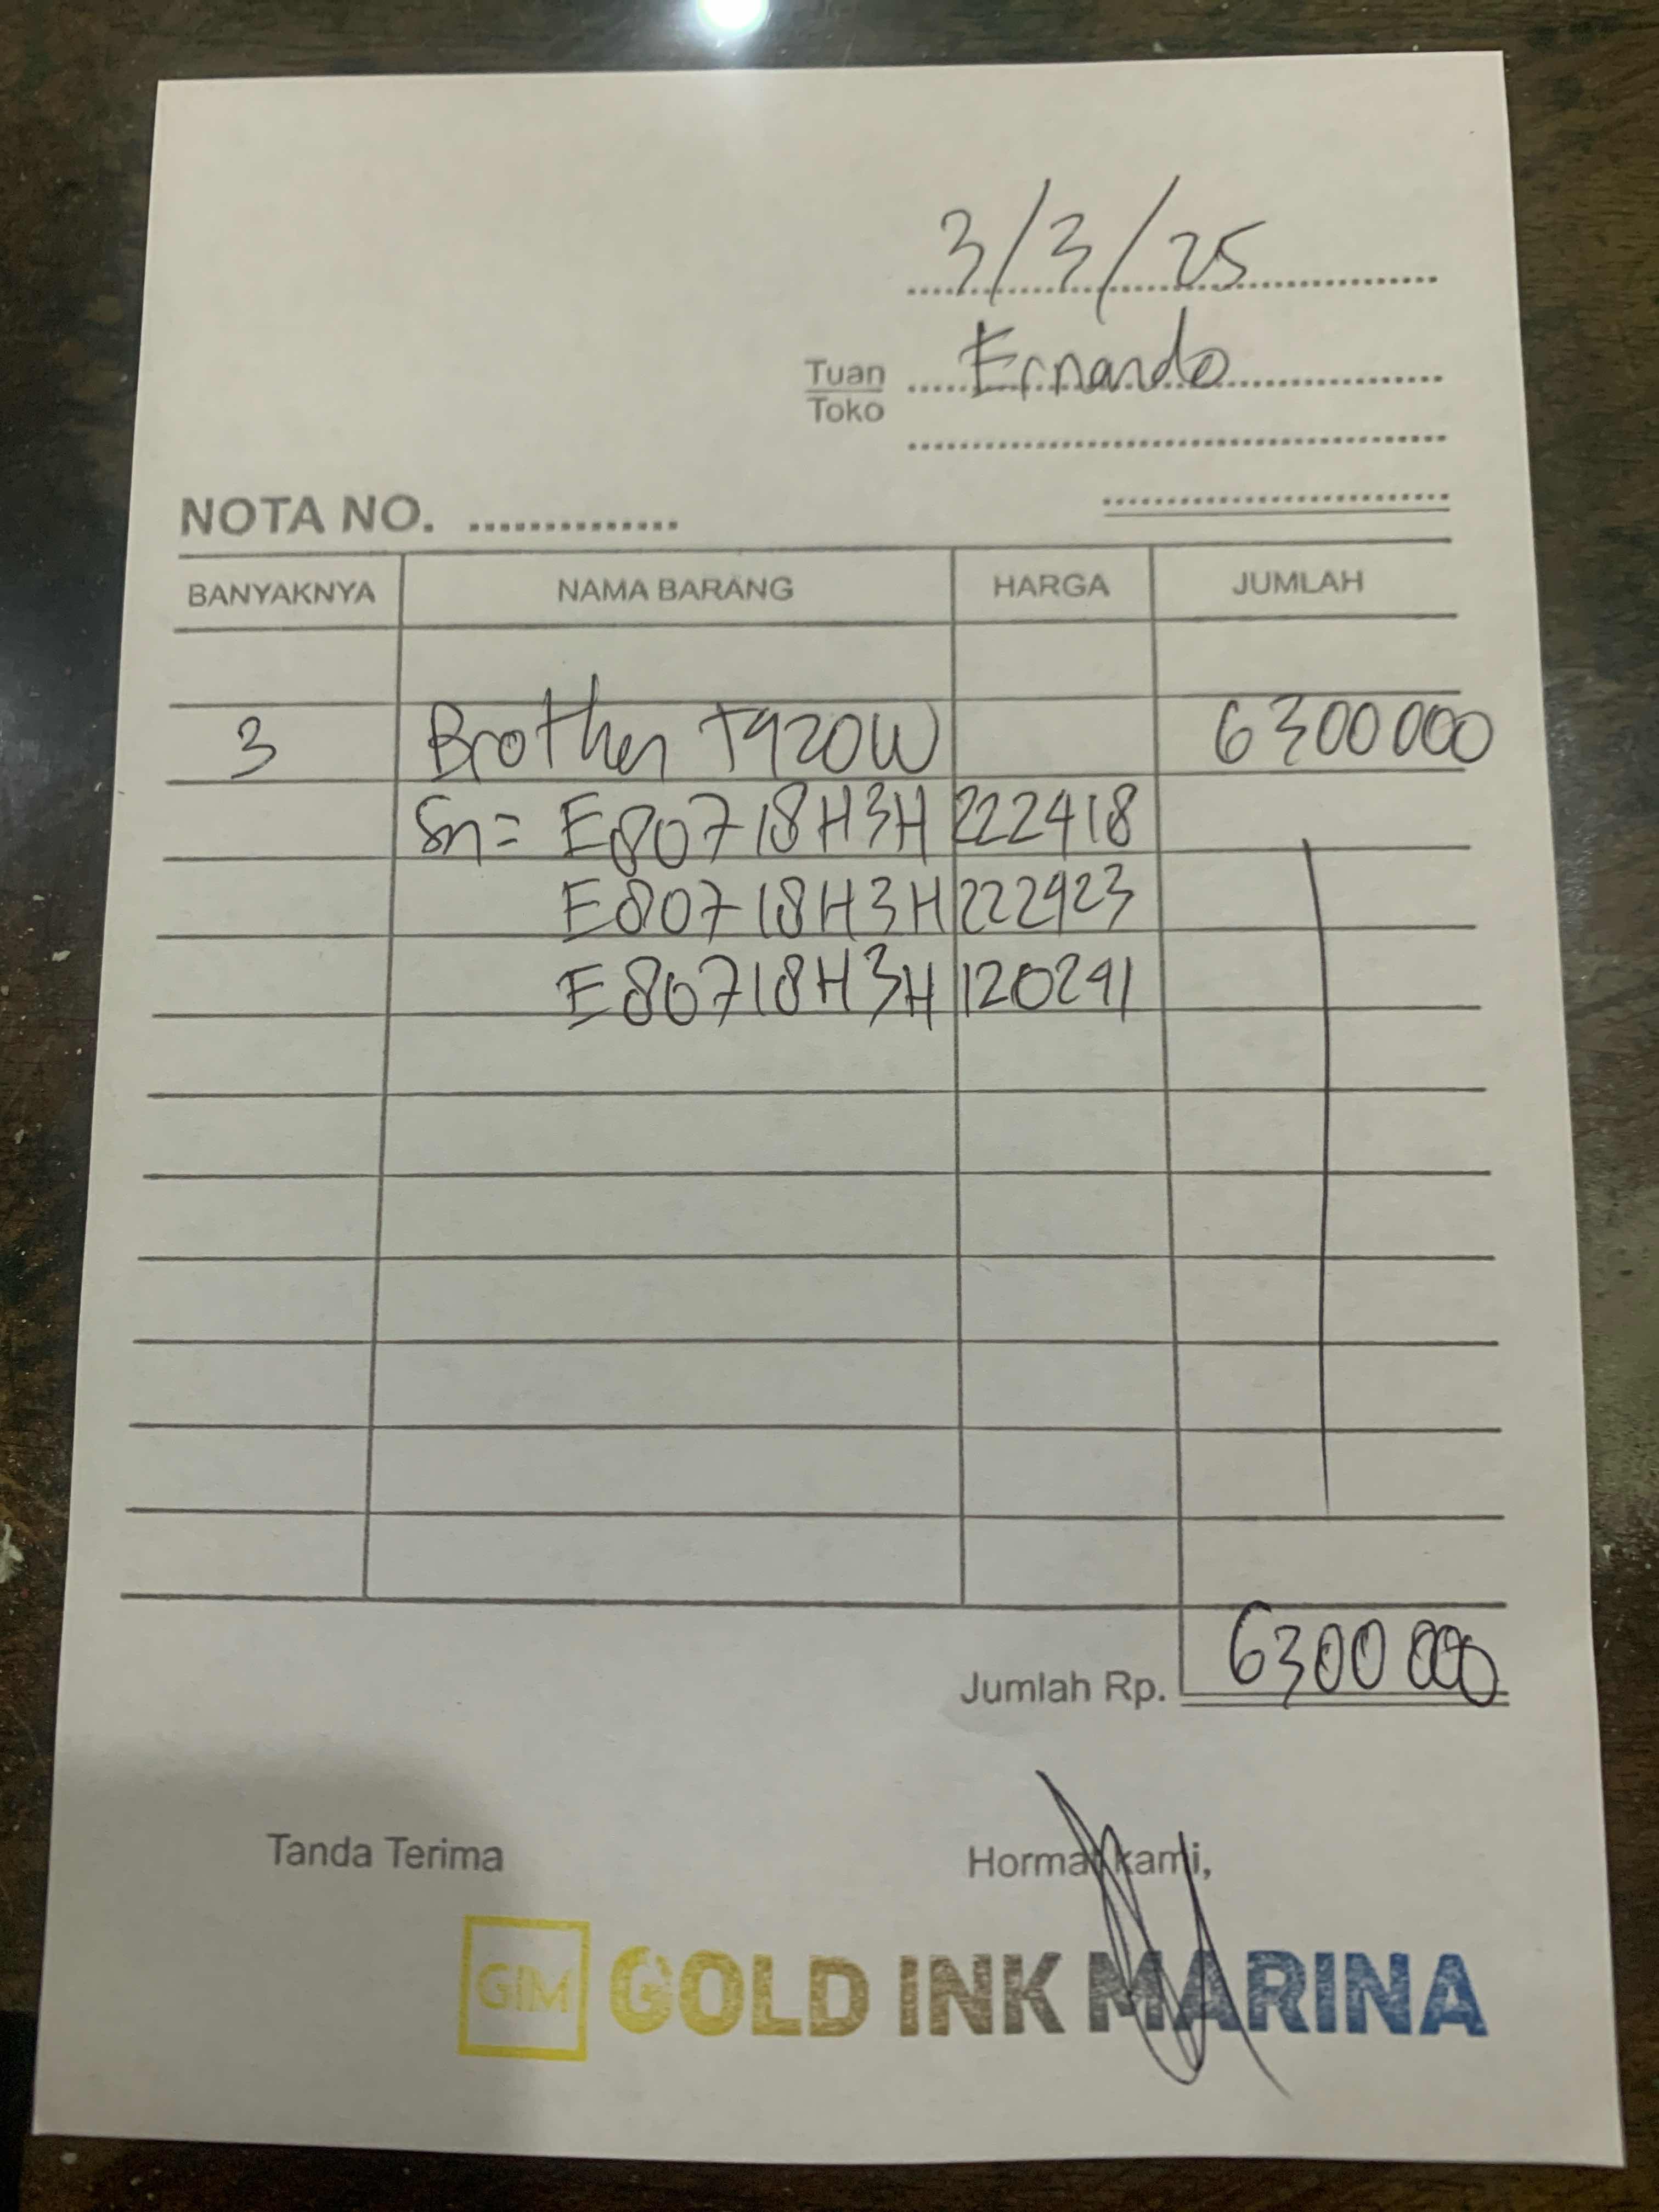 3/3/25
Tuan Ernando
Toko
NOTA NO. ..............
BANYAKNYA NAMA BARANG HARGA JUMLAH
3 Brother T920W 6300000
Sn= E80718H3H222418
E80718H3H222923
E80718H3H120291
Jumlah Rp. 6300000
Tanda Terima Hormat kami,
GIM GOLD INK MARINA